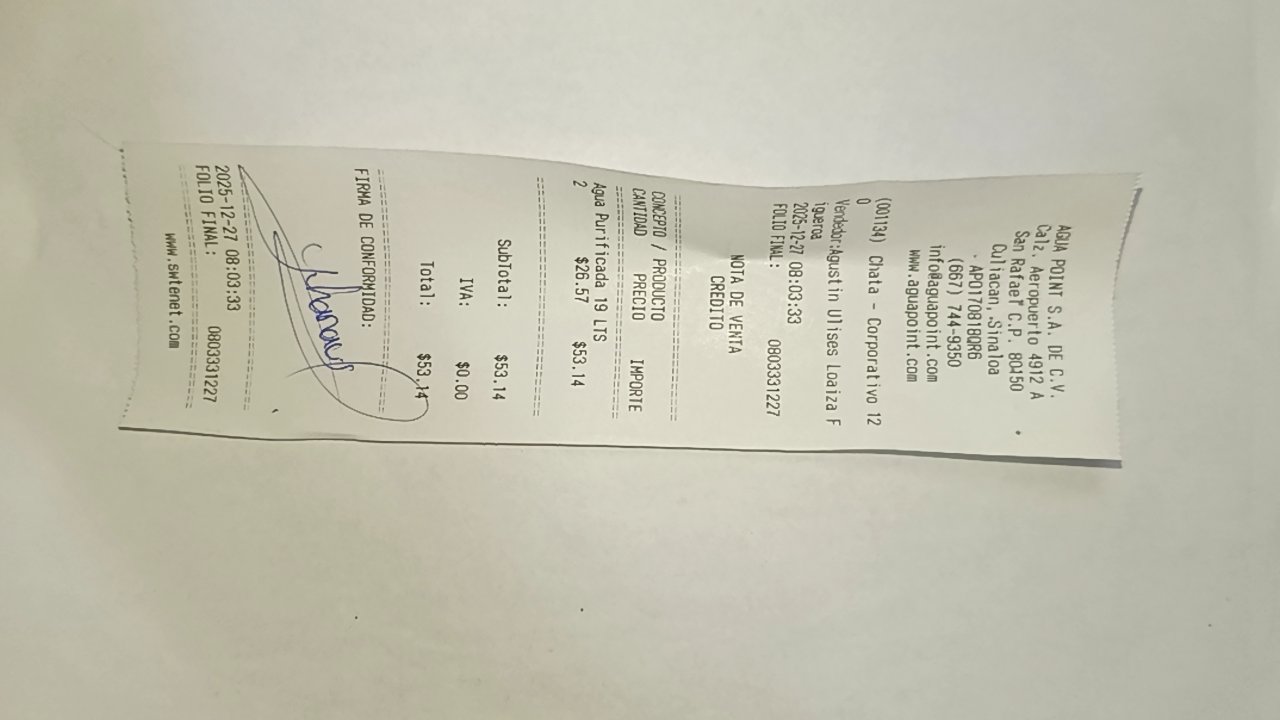 AGUA POINT S.A. DE C.V.
Calz. Aeropuerto 4912 A
San Rafael C.P. 80150
Culiacan, Sinaloa
. APO170818QR6
(667) 744-9350
info@aguapoint.com
www.aguapoint.com
(001134) Chata - Corporativo 12
0
Vendedor:Agustin Ulises Loaiza F
igueroa
2025-12-27 08:03:33
FOLIO FINAL: 0803331227
NOTA DE VENTA
CREDITO
CONCEPTO / PRODUCTO
CANTIDAD PRECIO IMPORTE
Agua Purificada 19 LTS
2 $26.57 $53.14
SubTotal: $53.14
IVA: $0.00
Total: $53.14
FIRMA DE CONFORMIDAD:
2025-12-27 08:03:33
FOLIO FINAL: 0803331227
www.swtenet.com